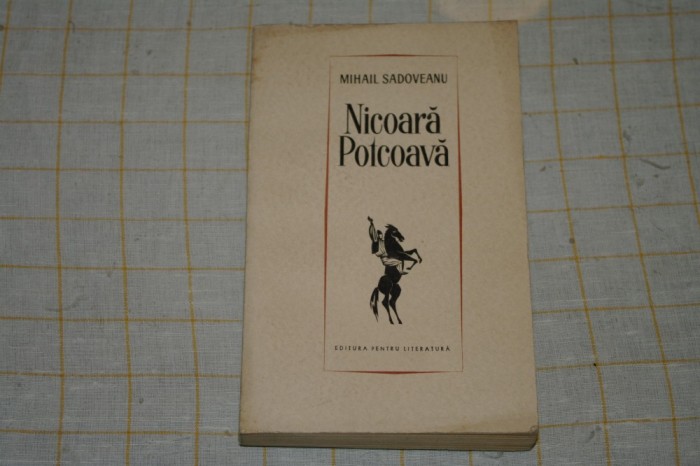 MIHAIL SADOVEANU
Nicoară
Potcoavă
EDITURA PENTRU LITERATURĂ